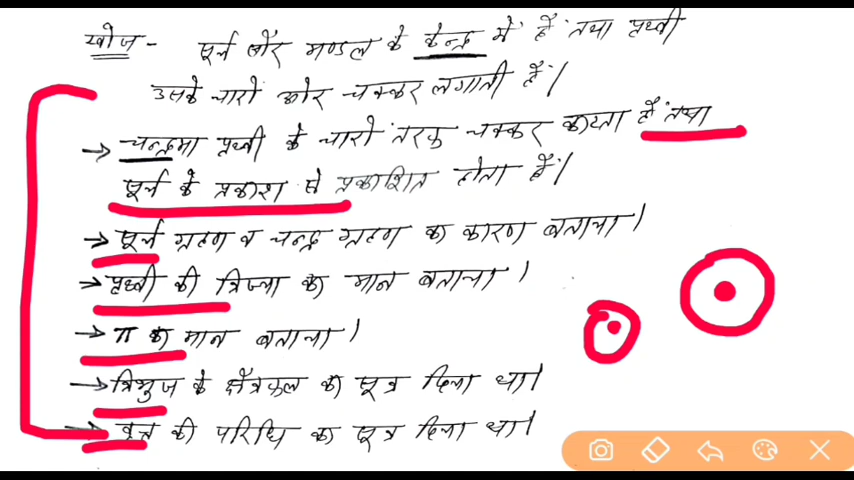 खोज - सूर्य सौर मण्डल के केन्द्र में है तथा पृथ्वी
उसके चारों ओर चक्कर लगाती है।
→ चन्द्रमा पृथ्वी के चारों तरफ चक्कर काटता है तथा
सूर्य के प्रकाश से प्रकाशित होता है।
→ सूर्य ग्रहण व चन्द्र ग्रहण का कारण बताया।
→ पृथ्वी की त्रिज्या का मान बताया।
→ π का मान बताया।
→ त्रिभुज के क्षैत्रफल का सूत्र दिया था।
→ वृत्त की परिधि का सूत्र दिया था।